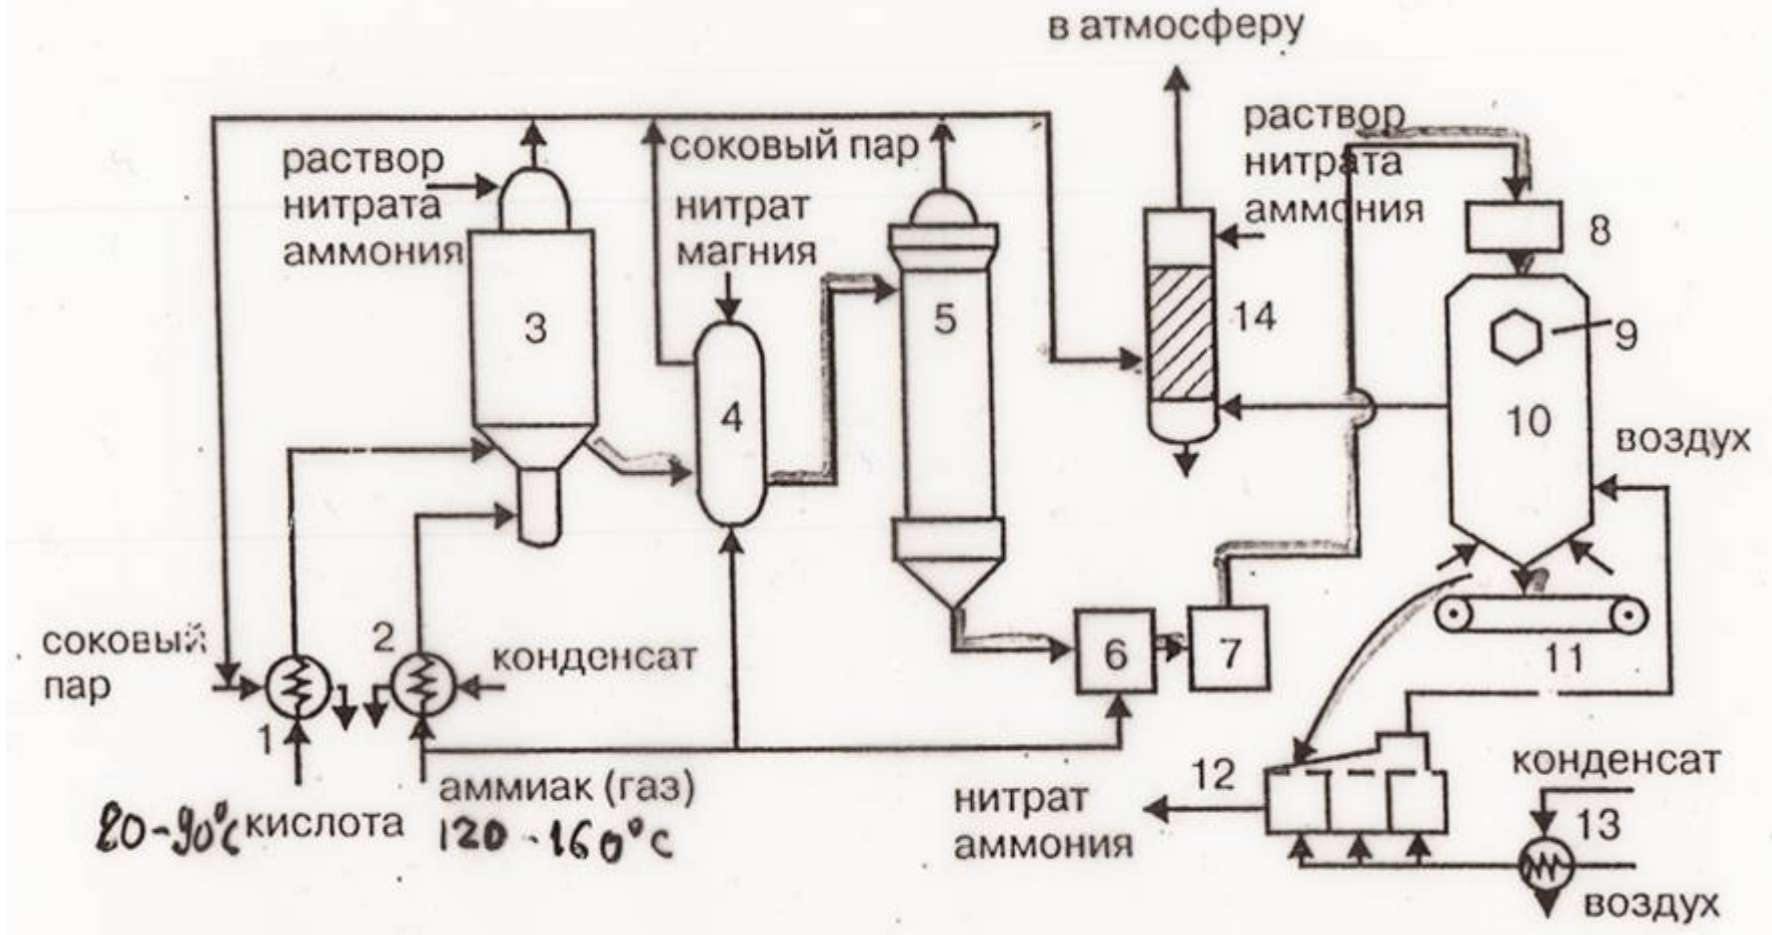 в атмосферу
раствор
нитрата
аммония
соковый пар
нитрат
магния
раствор
нитрата
аммония
8
3
4
5
14
9
10
воздух
соковый
пар
2
конденсат
1
6
7
11
аммиак (газ)
80-90°C кислота
120-160°C
12
нитрат
аммония
конденсат
13
воздух